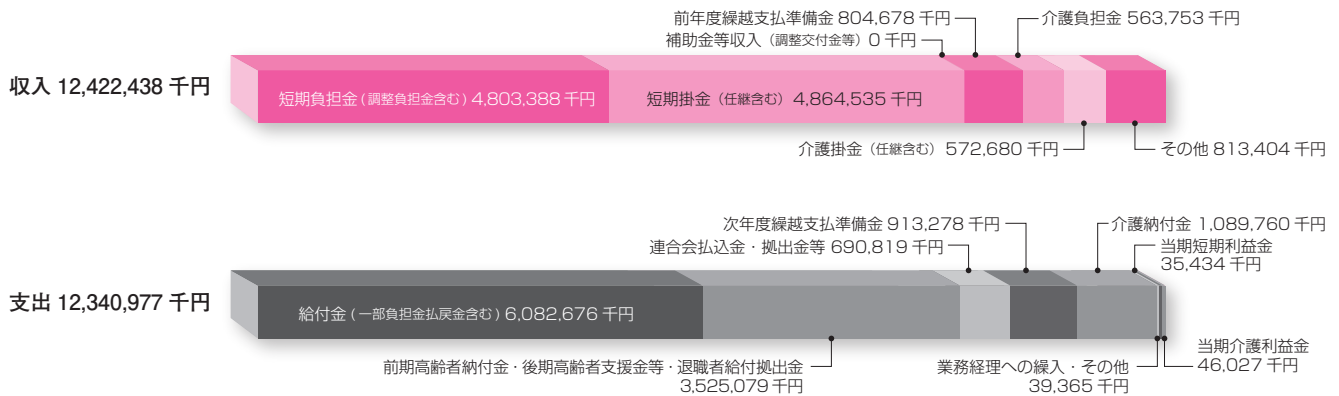 前年度繰越支払準備金 804,678 千円
介護負担金 563,753千円
補助金等収入（調整交付金等）0 千円
収入 12,422,438 千円
短期負担金 ( 調整負担金含む ) 4,803,388 千円
短期掛金（任継含む）4,864,535 千円
介護掛金（任継含む）572,680 千円
その他 813,404 千円
次年度繰越支払準備金 913,278 千円
介護納付金 1,089,760 千円
連合会払込金・拠出金等 690,819 千円
当期短期利益金
35,434 千円
支出 12,340,977 千円
給付金 ( 一部負担金払戻金含む ) 6,082,676 千円
前期高齢者納付金・後期高齢者支援金等・退職者給付拠出金
3,525,079 千円
業務経理への繰入・その他
39,365 千円
当期介護利益金
46,027 千円